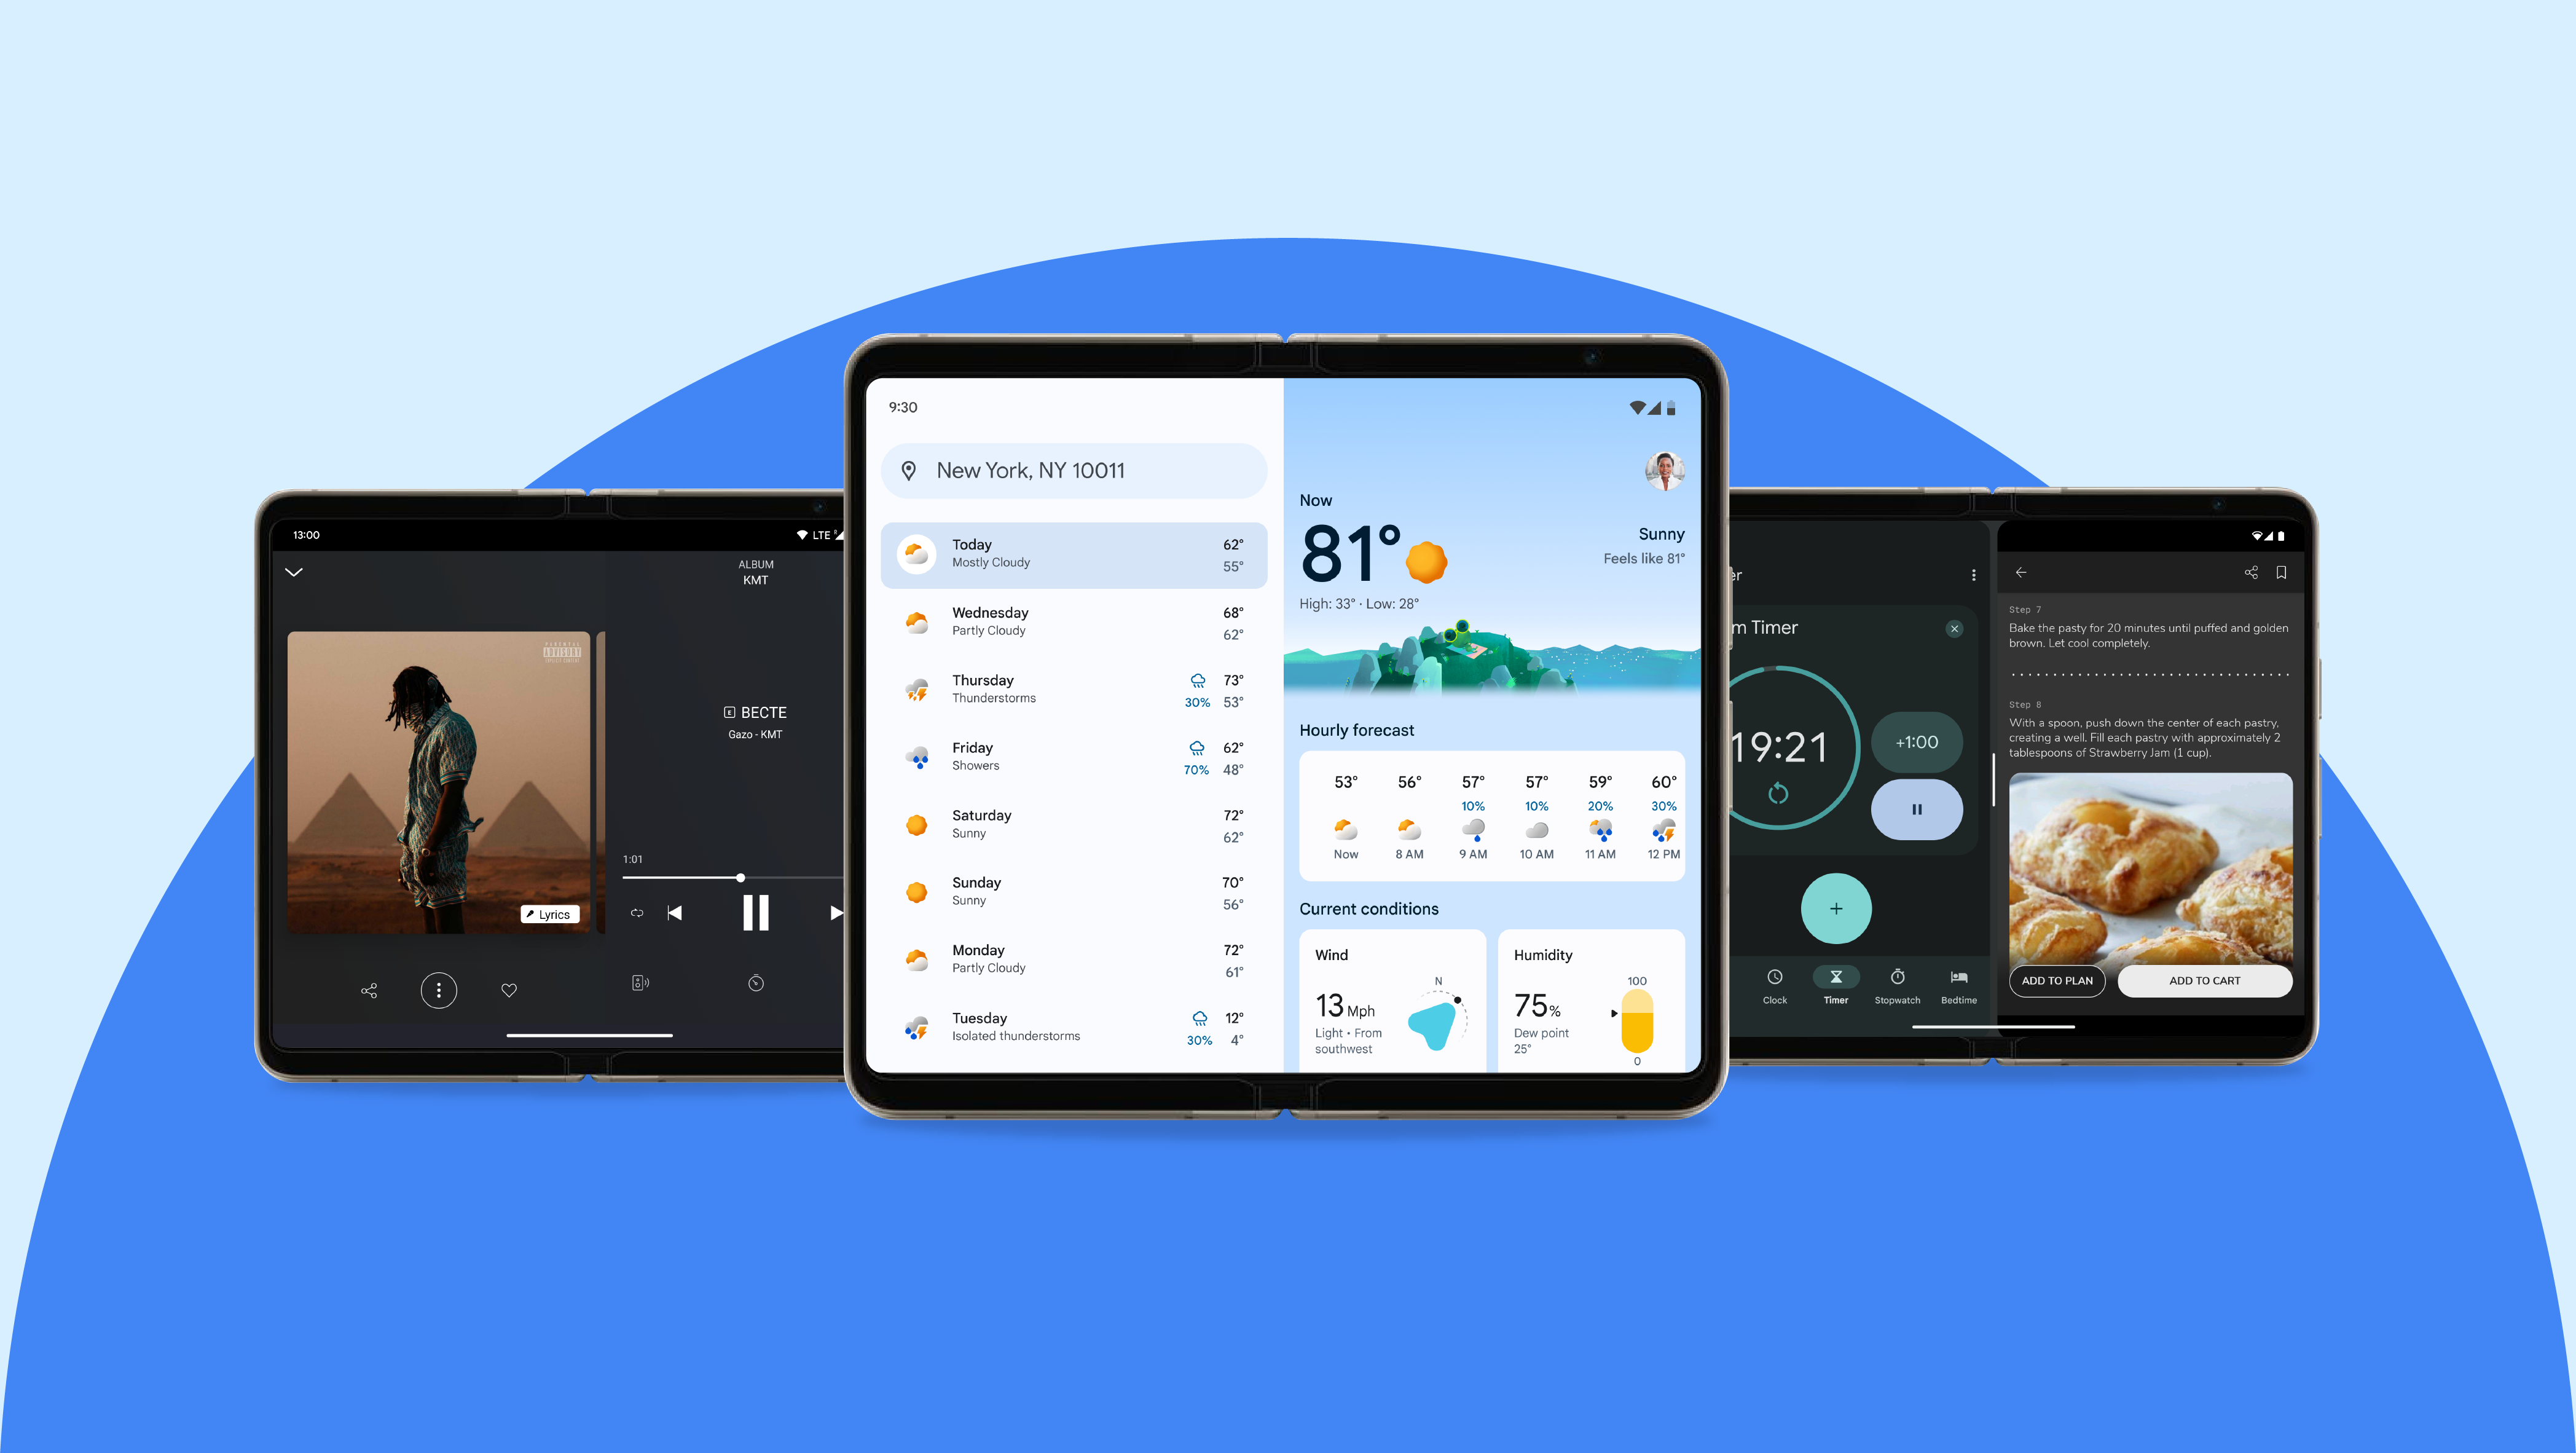 13:00
LTE
ALBUM
KMT
PARENTAL
ADVISORY
EXPLICIT CONTENT
E BECTE
Gazo - KMT
Lyrics
1:01
9:30
New York, NY 10011
Today
Mostly Cloudy
62°
55°
Wednesday
Partly Cloudy
68°
62°
Thursday
Thunderstorms
30%
73°
53°
Friday
Showers
70%
62°
48°
Saturday
Sunny
72°
62°
Sunday
Sunny
70°
56°
Monday
Partly Cloudy
72°
61°
Tuesday
Isolated thunderstorms
30%
12°
4°
Now
81°
Sunny
Feels like 81°
High: 33° · Low: 28°
Hourly forecast
53° 56° 57° 57° 59° 60°
10% 10% 20% 30%
Now 8 AM 9 AM 10 AM 11 AM 12 PM
Current conditions
Wind
13 Mph
Light • From
southwest
N
Humidity
75%
Dew point
25°
100
0
er
m Timer
19:21
+1:00
Clock Timer Stopwatch Bedtime
Step 7
Bake the pasty for 20 minutes until puffed and golden
brown. Let cool completely.
Step 8
With a spoon, push down the center of each pastry,
creating a well. Fill each pastry with approximately 2
tablespoons of Strawberry Jam (1 cup).
ADD TO PLAN
ADD TO CART